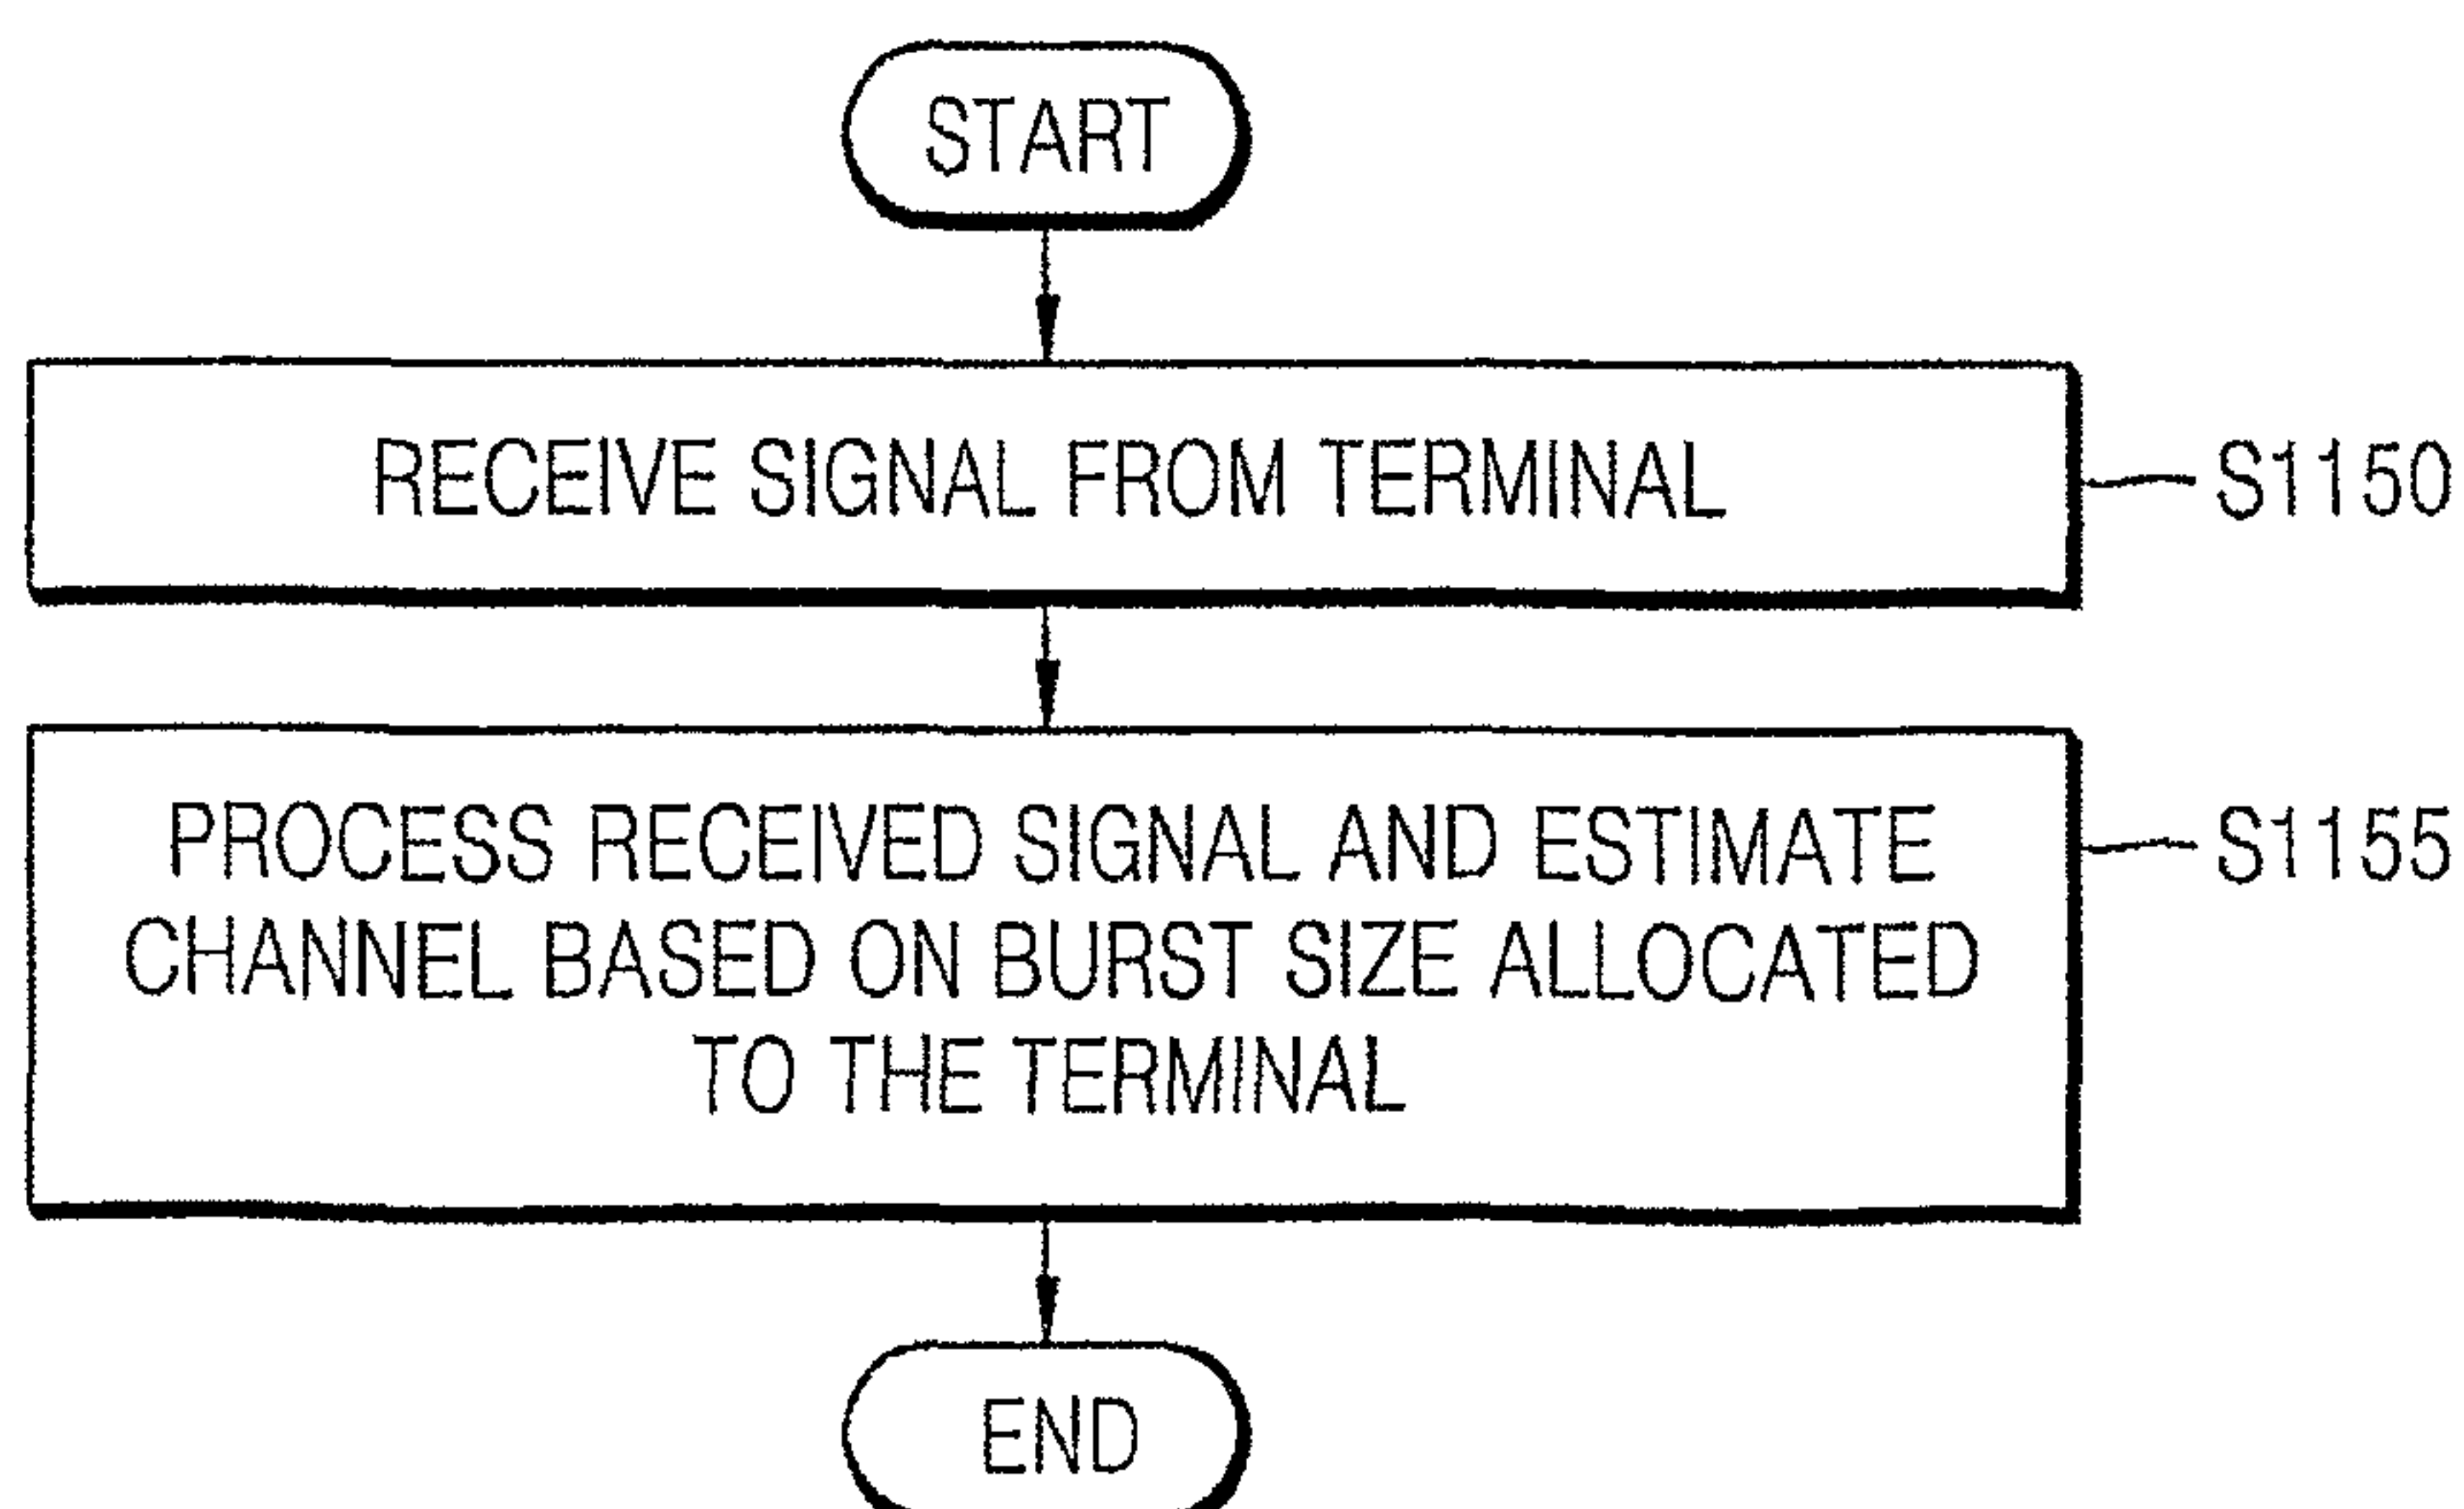 START
RECEIVE SIGNAL FROM TERMINAL
S1150
PROCESS RECEIVED SIGNAL AND ESTIMATE
S1155
CHANNEL BASED ON BURST SIZE ALLOCATED
TO THE TERMINAL
END